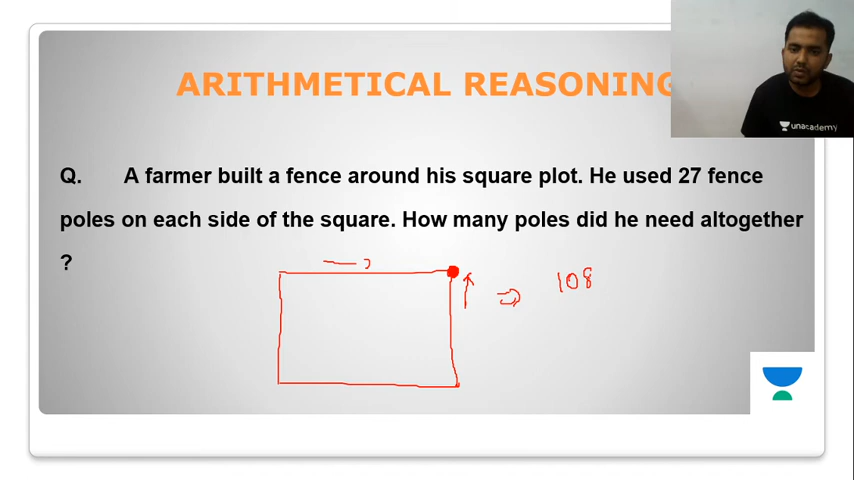 ARITHMETICAL REASONING
unacademy
Q. A farmer built a fence around his square plot. He used 27 fence
poles on each side of the square. How many poles did he need altogether
?
108